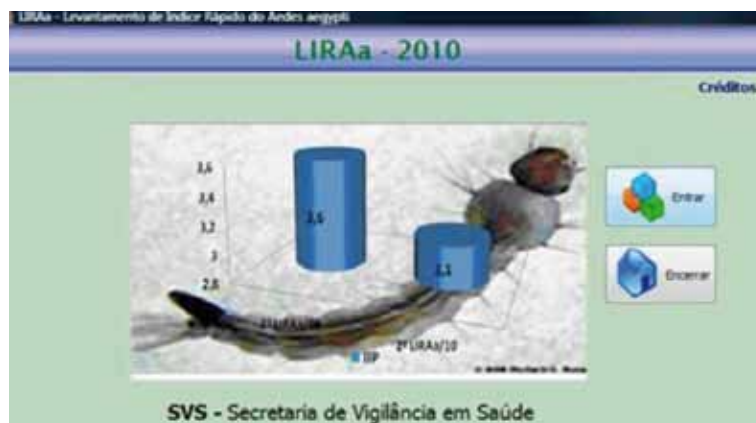 LIRAa - Levantamento de Índice Rápido do Aedes aegypti
LIRAa - 2010
Créditos
3,6
3,4
3,2
3
2,8
3,5
3,1
2º LIRAa/10
IIP
Entrar
Encerrar
SVS - Secretaria de Vigilância em Saúde